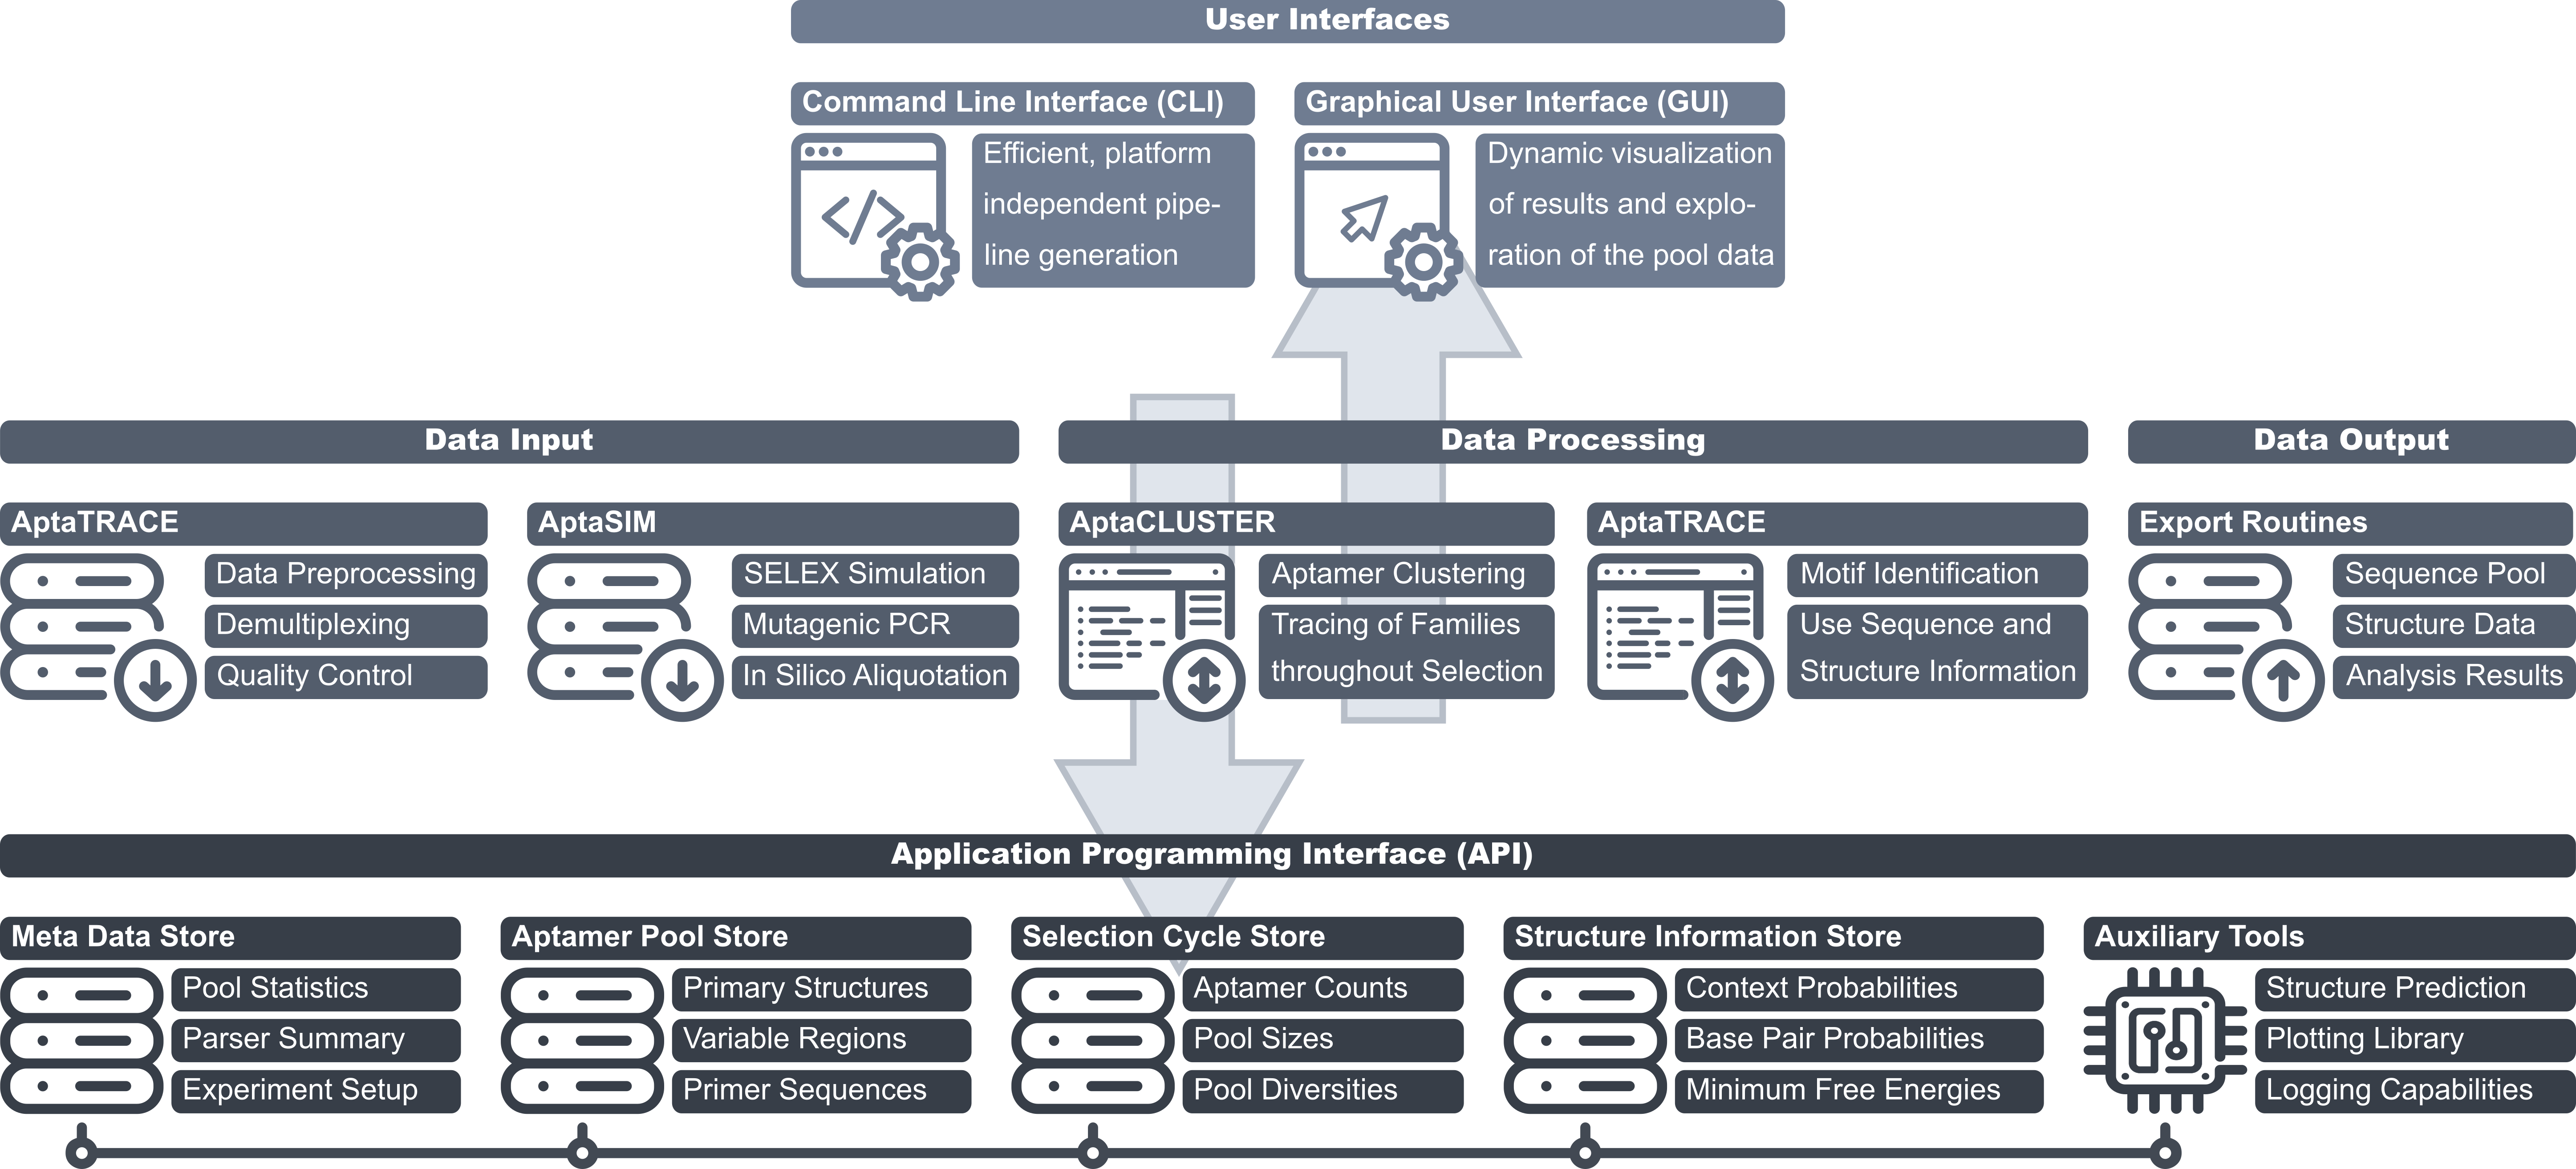 User Interfaces
Command Line Interface (CLI)
Efficient, platform
independent pipe-
line generation
Graphical User Interface (GUI)
Dynamic visualization
of results and explo-
ration of the pool data
Data Input
AptaTRACE
Data Preprocessing
Demultiplexing
Quality Control
AptaSIM
SELEX Simulation
Mutagenic PCR
In Silico Aliquotation
Data Processing
AptaCLUSTER
Aptamer Clustering
Tracing of Families
throughout Selection
AptaTRACE
Motif Identification
Use Sequence and
Structure Information
Data Output
Export Routines
Sequence Pool
Structure Data
Analysis Results
Application Programming Interface (API)
Meta Data Store
Pool Statistics
Parser Summary
Experiment Setup
Aptamer Pool Store
Primary Structures
Variable Regions
Primer Sequences
Selection Cycle Store
Aptamer Counts
Pool Sizes
Pool Diversities
Structure Information Store
Context Probabilities
Base Pair Probabilities
Minimum Free Energies
Auxiliary Tools
Structure Prediction
Plotting Library
Logging Capabilities